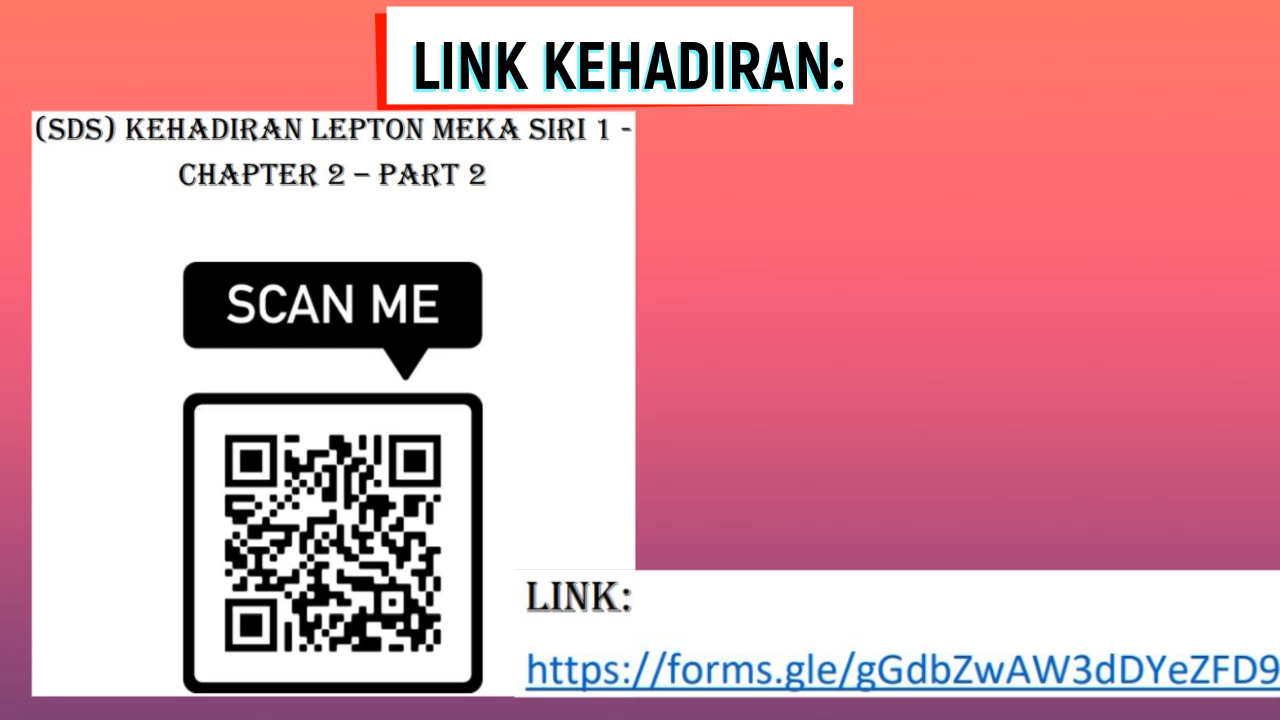 LINK KEHADIRAN:
(SDS) KEHADIRAN LEPTON MEKA SIRI 1 -
CHAPTER 2 – PART 2
SCAN ME
LINK:
https://forms.gle/gGdbZwAW3dDYeZFD9